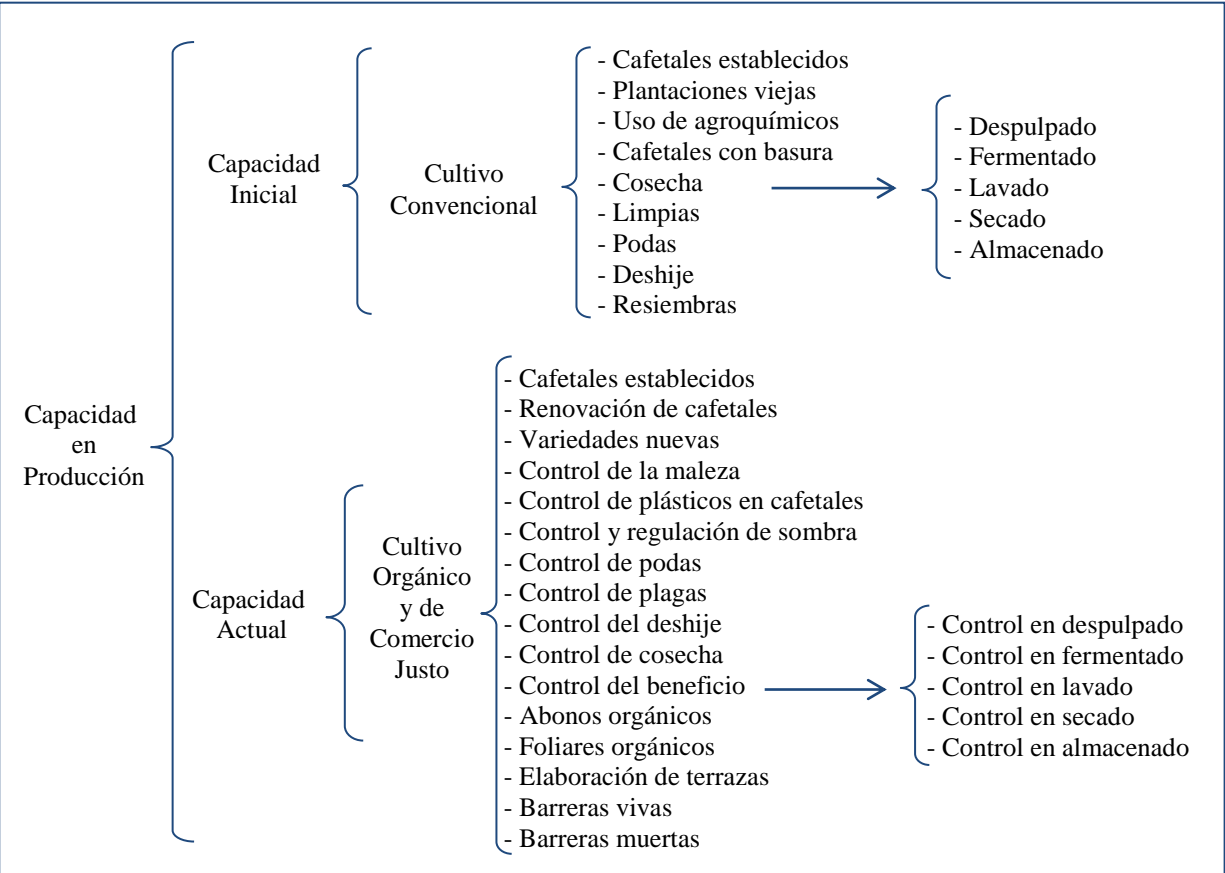 Capacidad
en
Producción
Capacidad
Inicial
Cultivo
Convencional
- Cafetales establecidos
- Plantaciones viejas
- Uso de agroquímicos
- Cafetales con basura
- Cosecha
- Limpias
- Podas
- Deshije
- Resiembras
- Despulpado
- Fermentado
- Lavado
- Secado
- Almacenado
Capacidad
Actual
Cultivo
Orgánico
y de
Comercio
Justo
- Cafetales establecidos
- Renovación de cafetales
- Variedades nuevas
- Control de la maleza
- Control de plásticos en cafetales
- Control y regulación de sombra
- Control de podas
- Control de plagas
- Control del deshije
- Control de cosecha
- Control del beneficio
- Abonos orgánicos
- Foliares orgánicos
- Elaboración de terrazas
- Barreras vivas
- Barreras muertas
- Control en despulpado
- Control en fermentado
- Control en lavado
- Control en secado
- Control en almacenado